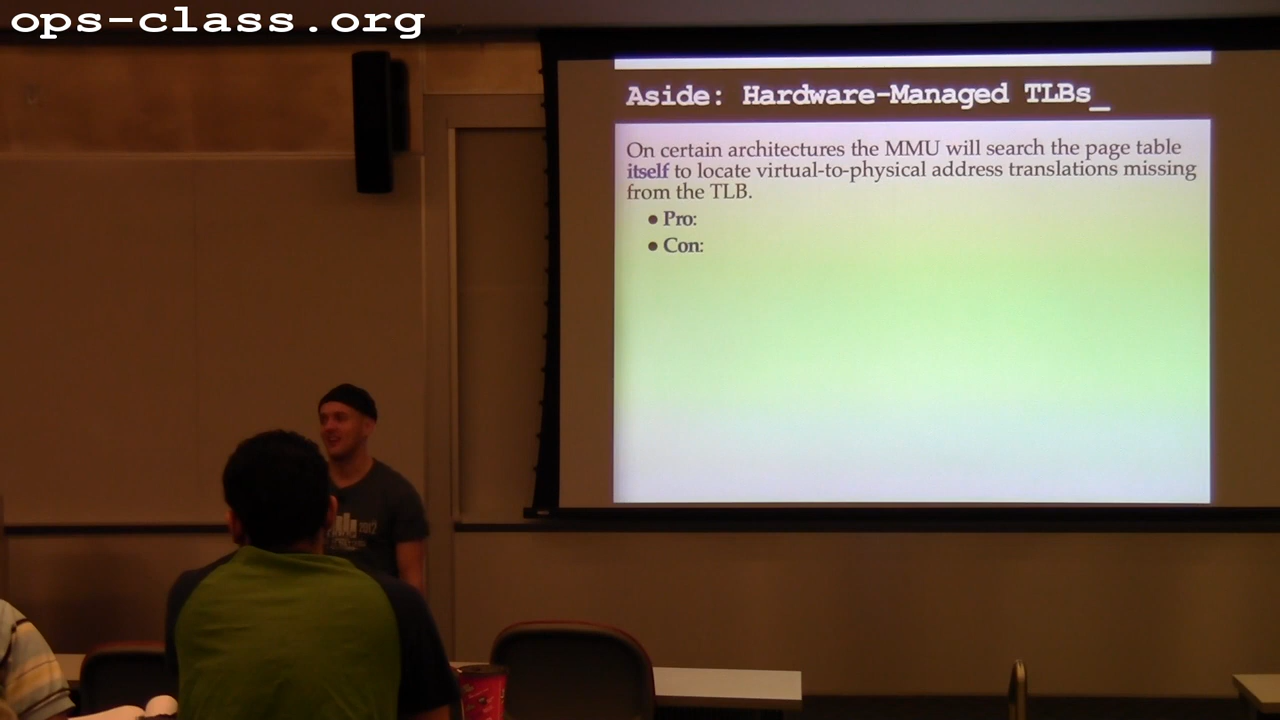 ops-class.org
Aside: Hardware-Managed TLBs_
On certain architectures the MMU will search the page table
itself to locate virtual-to-physical address translations missing
from the TLB.
● Pro:
● Con: